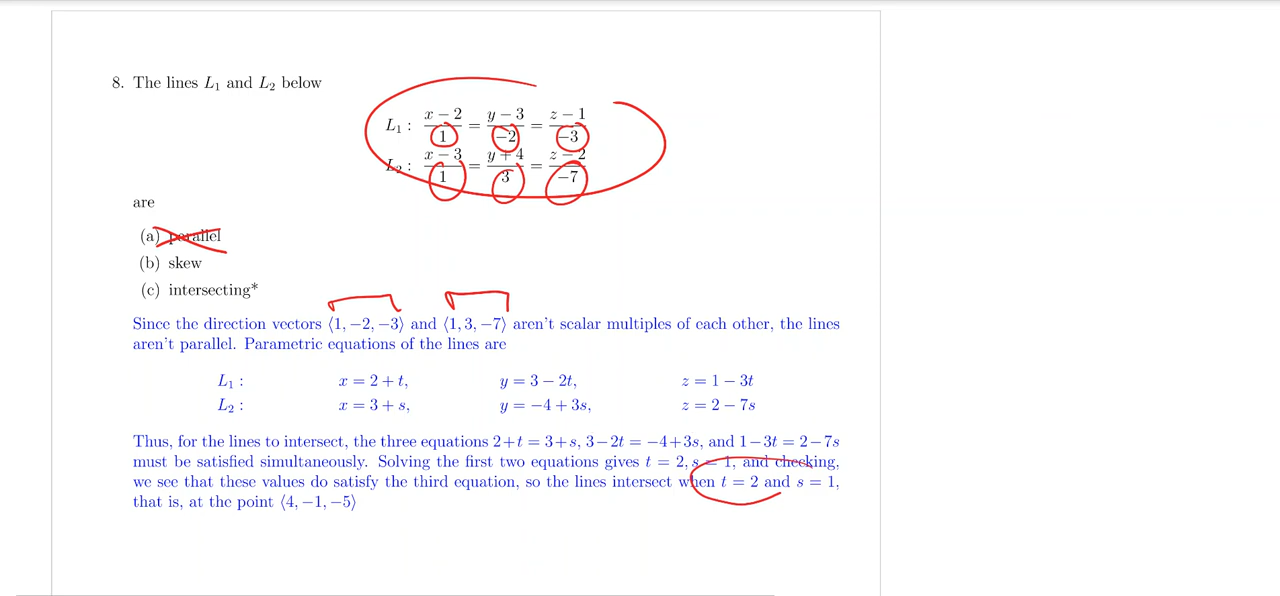 8. The lines L₁ and L₂ below
L₁ : (x − 2)/1 = (y − 3)/−2 = (z − 1)/−3
L₂ : (x − 3)/1 = (y + 4)/3 = (z − 2)/−7
are
(a) parallel
(b) skew
(c) intersecting*
Since the direction vectors ⟨1, −2, −3⟩ and ⟨1, 3, −7⟩ aren't scalar multiples of each other, the lines
aren't parallel. Parametric equations of the lines are
L₁ : x = 2 + t, y = 3 − 2t, z = 1 − 3t
L₂ : x = 3 + s, y = −4 + 3s, z = 2 − 7s
Thus, for the lines to intersect, the three equations 2+t = 3+s, 3−2t = −4+3s, and 1−3t = 2−7s
must be satisfied simultaneously. Solving the first two equations gives t = 2, s = 1, and checking,
we see that these values do satisfy the third equation, so the lines intersect when t = 2 and s = 1,
that is, at the point ⟨4, −1, −5⟩